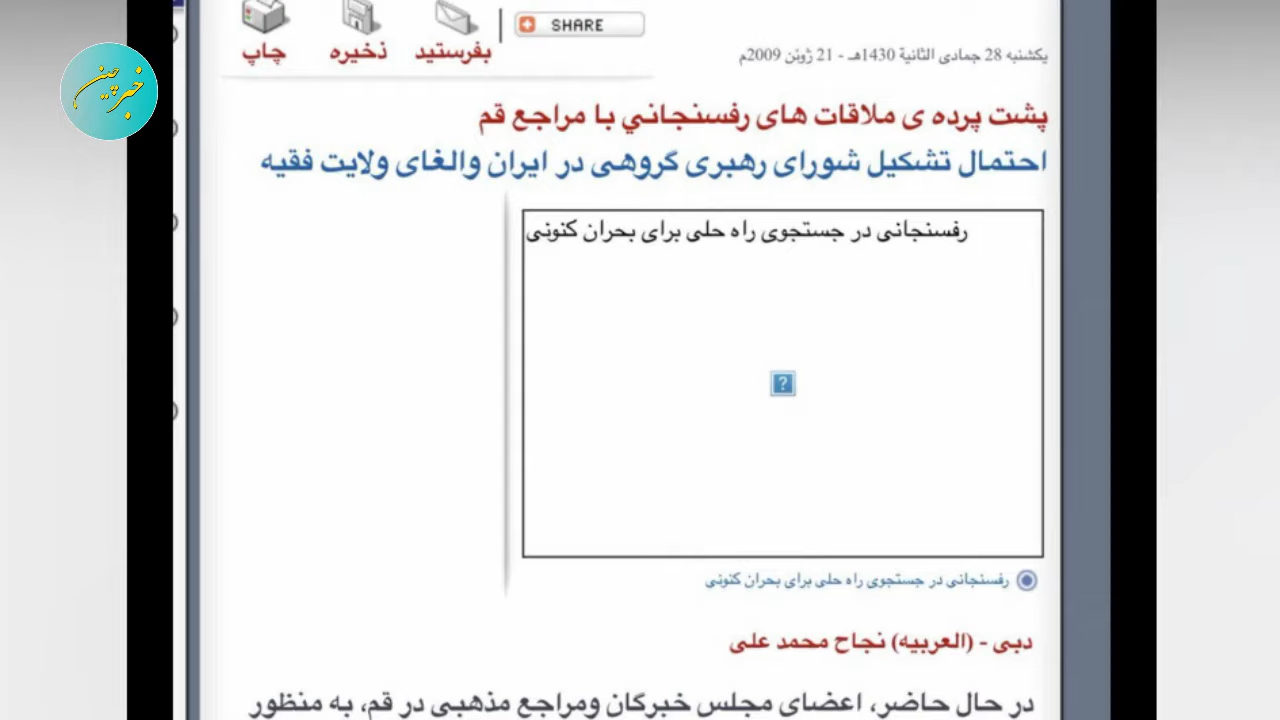 چاپ ذخیره بفرستید SHARE
یکشنبه 28 جمادى الثانية 1430هـ - 21 ژوئن 2009م
خبرچین
پشت پرده ی ملاقات های رفسنجاني با مراجع قم
احتمال تشکیل شورای رهبری گروهی در ایران والغای ولایت فقیه
رفسنجانی در جستجوی راه حلی برای بحران کنونی
رفسنجانی در جستجوی راه حلی برای بحران کنونی
دبی - (العربیه) نجاح محمد علی
در حال حاضر، اعضای مجلس خبرگان ومراجع مذهبی در قم، به منظور